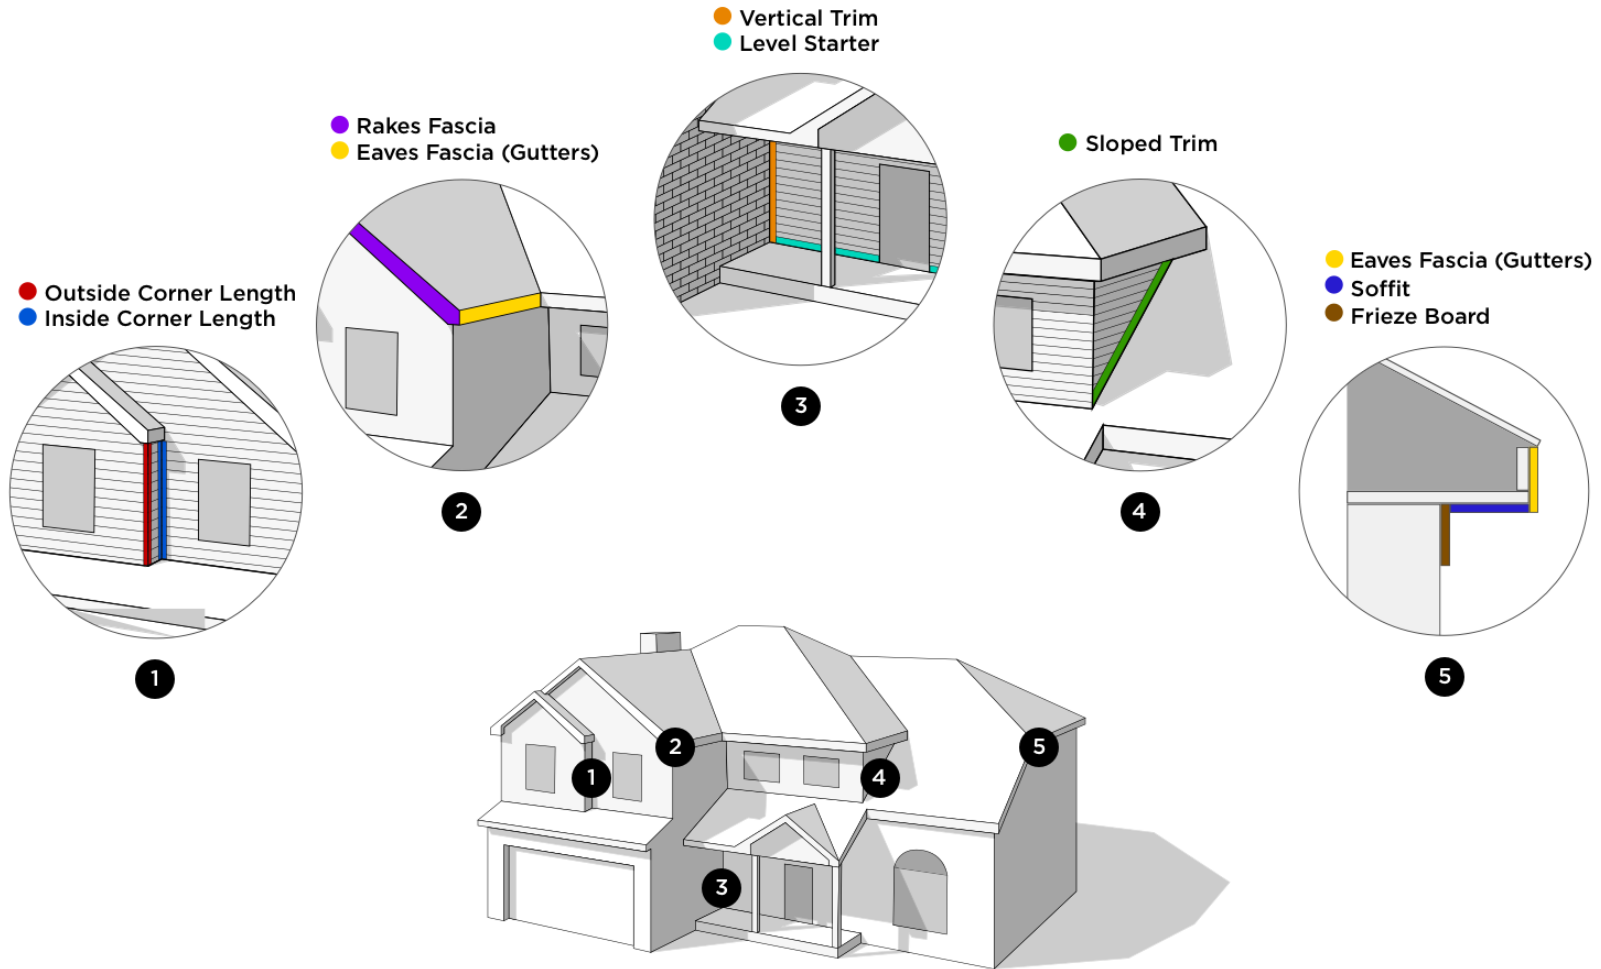 Vertical Trim
Level Starter
Rakes Fascia
Eaves Fascia (Gutters)
Sloped Trim
Eaves Fascia (Gutters)
Soffit
Frieze Board
Outside Corner Length
Inside Corner Length
3
2
4
1
5
2
5
1
4
3